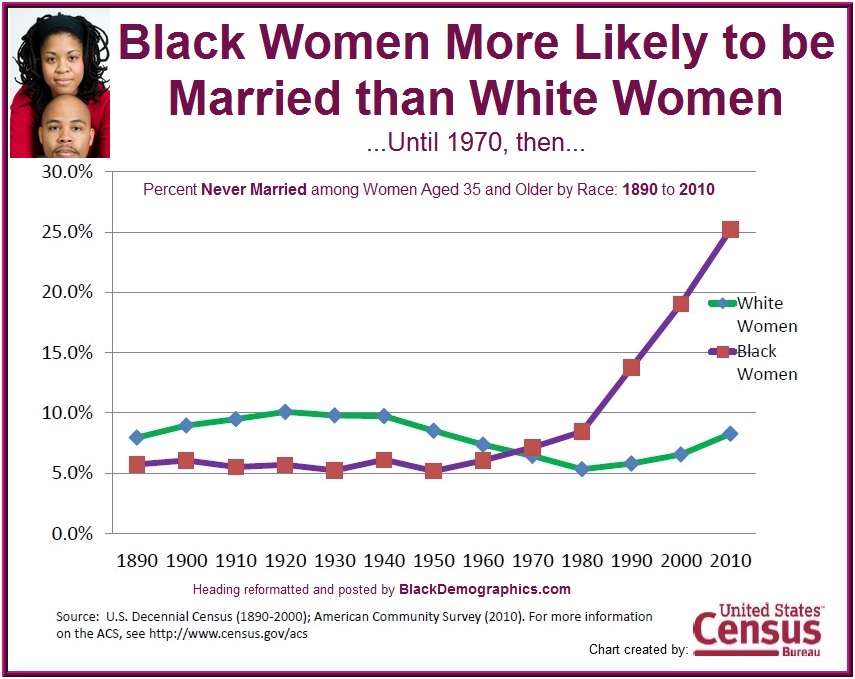 Black Women More Likely to be
Married than White Women
...Until 1970, then...
30.0%
Percent Never Married among Women Aged 35 and Older by Race: 1890 to 2010
25.0%
20.0%
White
Women
15.0%
Black
Women
10.0%
5.0%
0.0%
1890 1900 1910 1920 1930 1940 1950 1960 1970 1980 1990 2000 2010
Heading reformatted and posted by BlackDemographics.com
Source: U.S. Decennial Census (1890-2000); American Community Survey (2010). For more information
on the ACS, see http://www.census.gov/acs
Chart created by:
United States™
Census
Bureau